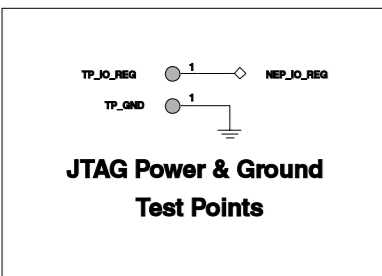 TP_IO_REG 1 NEP_IO_REG
TP_GND 1
JTAG Power & Ground
Test Points